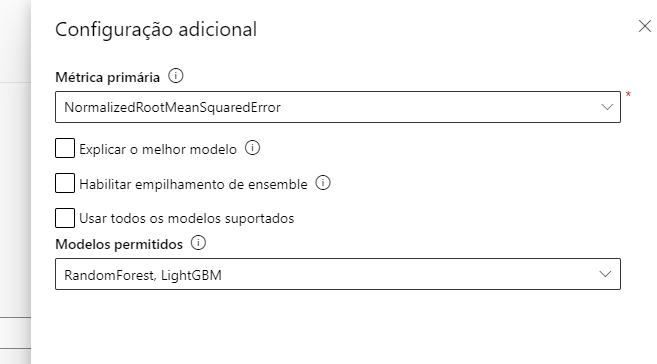 Configuração adicional
Métrica primária
NormalizedRootMeanSquaredError
*
Explicar o melhor modelo
Habilitar empilhamento de ensemble
Usar todos os modelos suportados
Modelos permitidos
RandomForest, LightGBM